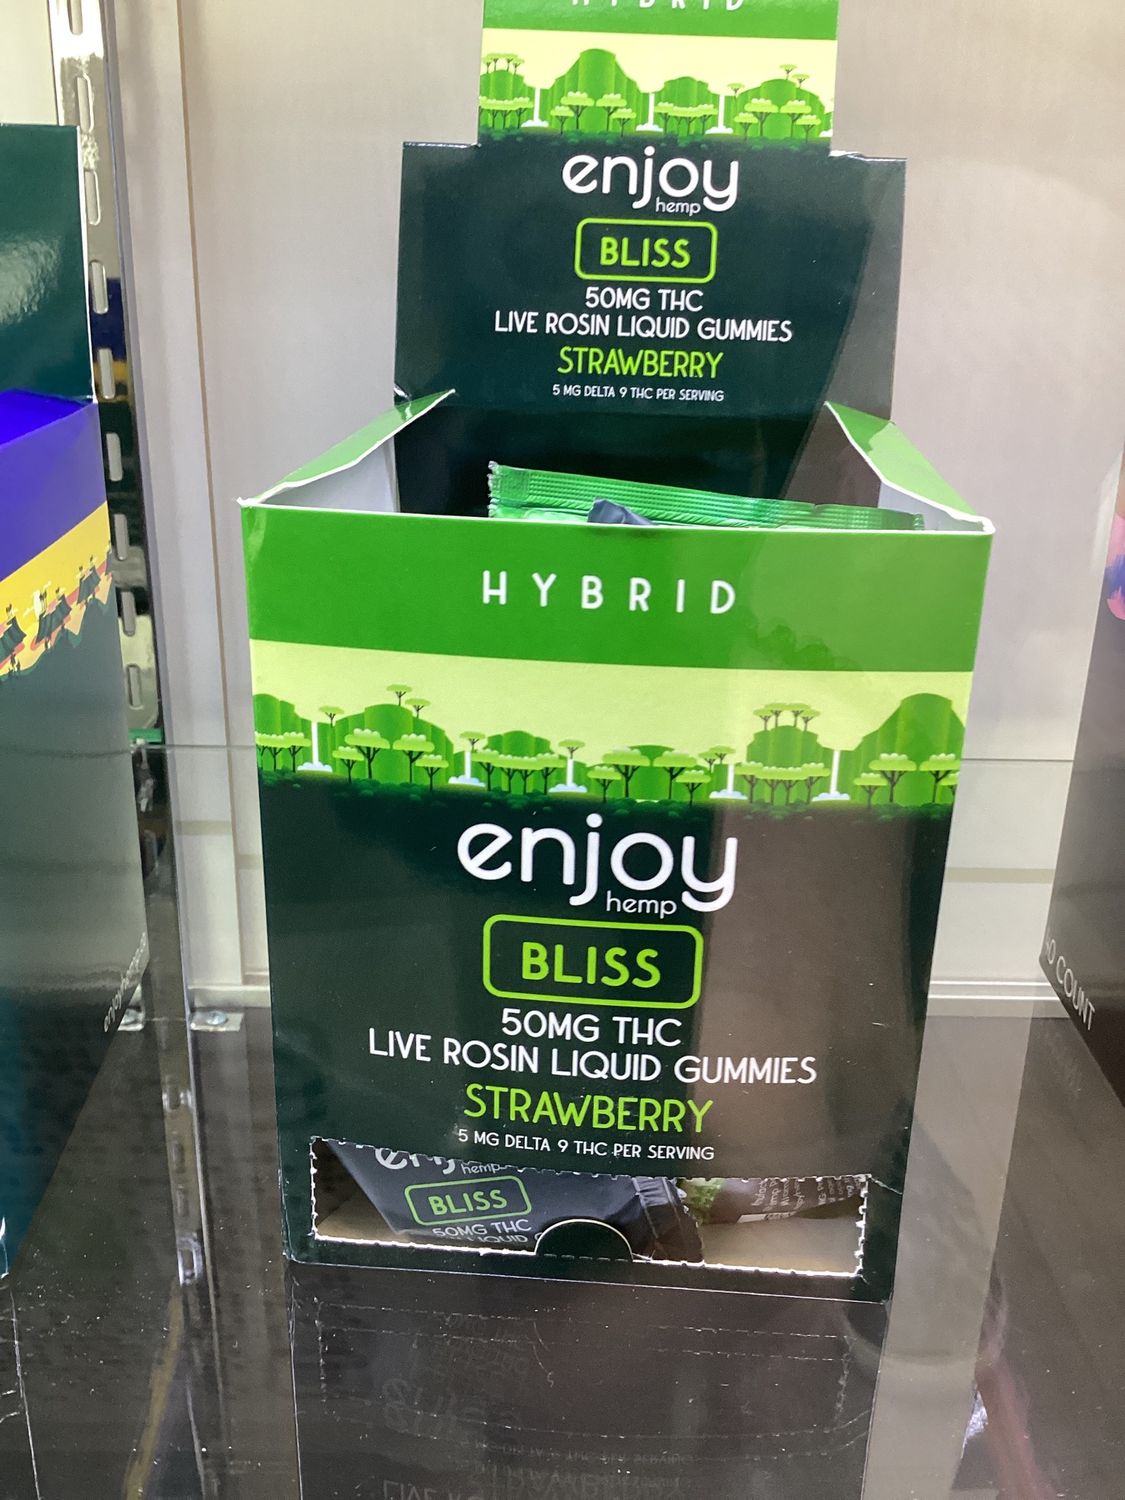 HYBRID
enjoy
hemp
BLISS
50MG THC
LIVE ROSIN LIQUID GUMMIES
STRAWBERRY
5 MG DELTA 9 THC PER SERVING
HYBRID
enjoy
hemp
BLISS
50MG THC
LIVE ROSIN LIQUID GUMMIES
STRAWBERRY
5 MG DELTA 9 THC PER SERVING
enjoy
hemp
BLISS
50MG THC
LIQUID
COUNT